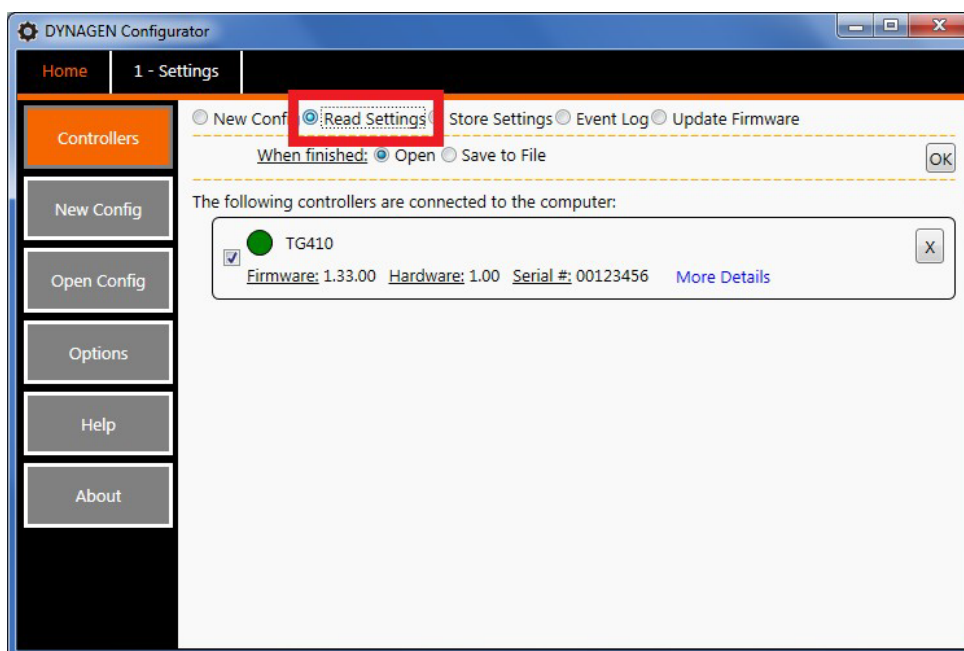 DYNAGEN Configurator
Home 1 - Settings
Controllers
New Config
Open Config
Options
Help
About
New Config Read Settings Store Settings Event Log Update Firmware
When finished: Open Save to File
OK
The following controllers are connected to the computer:
TG410
X
Firmware: 1.33.00 Hardware: 1.00 Serial #: 00123456 More Details